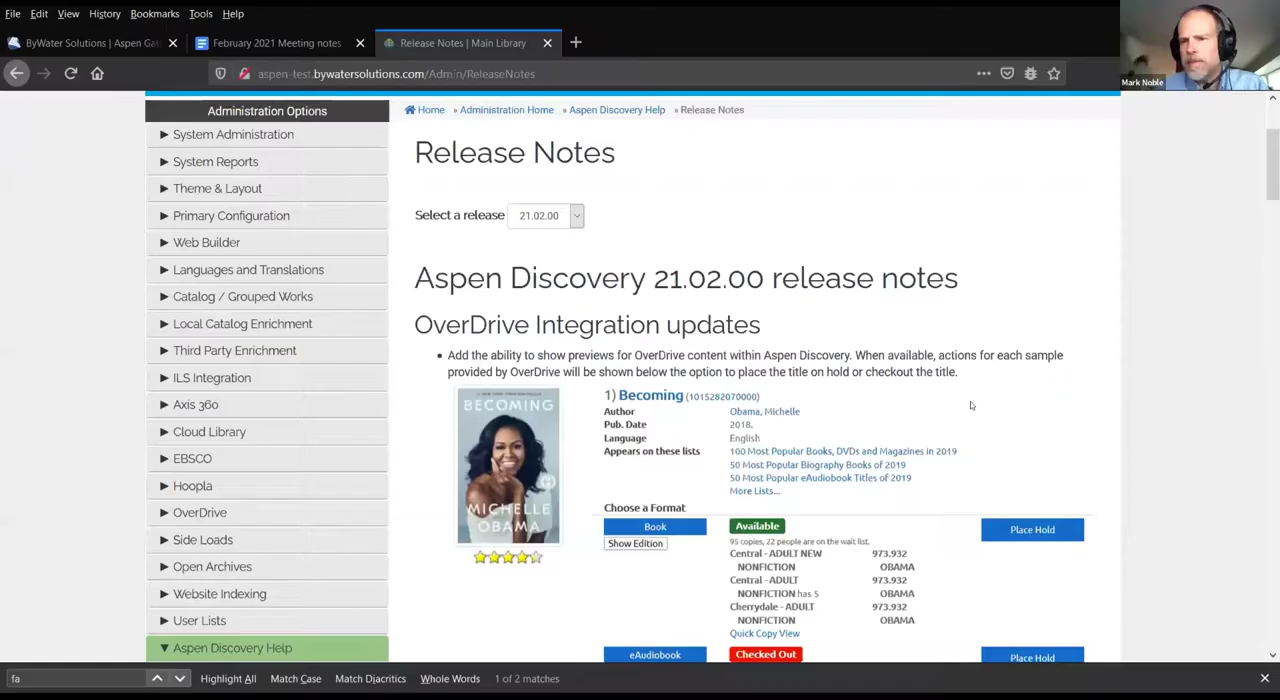 File Edit View History Bookmarks Tools Help
ByWater Solutions | Aspen Ga
February 2021 Meeting notes
Release Notes | Main Library
aspen-test.bywatersolutions.com/Admin/ReleaseNotes
Mark Noble
Administration Options
System Administration
System Reports
Theme & Layout
Primary Configuration
Web Builder
Languages and Translations
Catalog / Grouped Works
Local Catalog Enrichment
Third Party Enrichment
ILS Integration
Axis 360
Cloud Library
EBSCO
Hoopla
OverDrive
Side Loads
Open Archives
Website Indexing
User Lists
Aspen Discovery Help
Home » Administration Home » Aspen Discovery Help » Release Notes
Release Notes
Select a release 21.02.00
Aspen Discovery 21.02.00 release notes
OverDrive Integration updates
• Add the ability to show previews for OverDrive content within Aspen Discovery. When available, actions for each sample
provided by OverDrive will be shown below the option to place the title on hold or checkout the title.
BECOMING
MICHELLE
OBAMA
1) Becoming (1015282070000)
Author Obama, Michelle
Pub. Date 2018.
Language English
Appears on these lists 100 Most Popular Books, DVDs and Magazines in 2019
50 Most Popular Biography Books of 2019
50 Most Popular eAudiobook Titles of 2019
More Lists...
Choose a Format
Book Available Place Hold
Show Edition 95 copies, 22 people are on the wait list.
Central - ADULT NEW 973.932
NONFICTION OBAMA
Central - ADULT 973.932
NONFICTION has 5 OBAMA
Cherrydale - ADULT 973.932
NONFICTION OBAMA
Quick Copy View
eAudiobook Checked Out Place Hold
fa Highlight All Match Case Match Diacritics Whole Words 1 of 2 matches